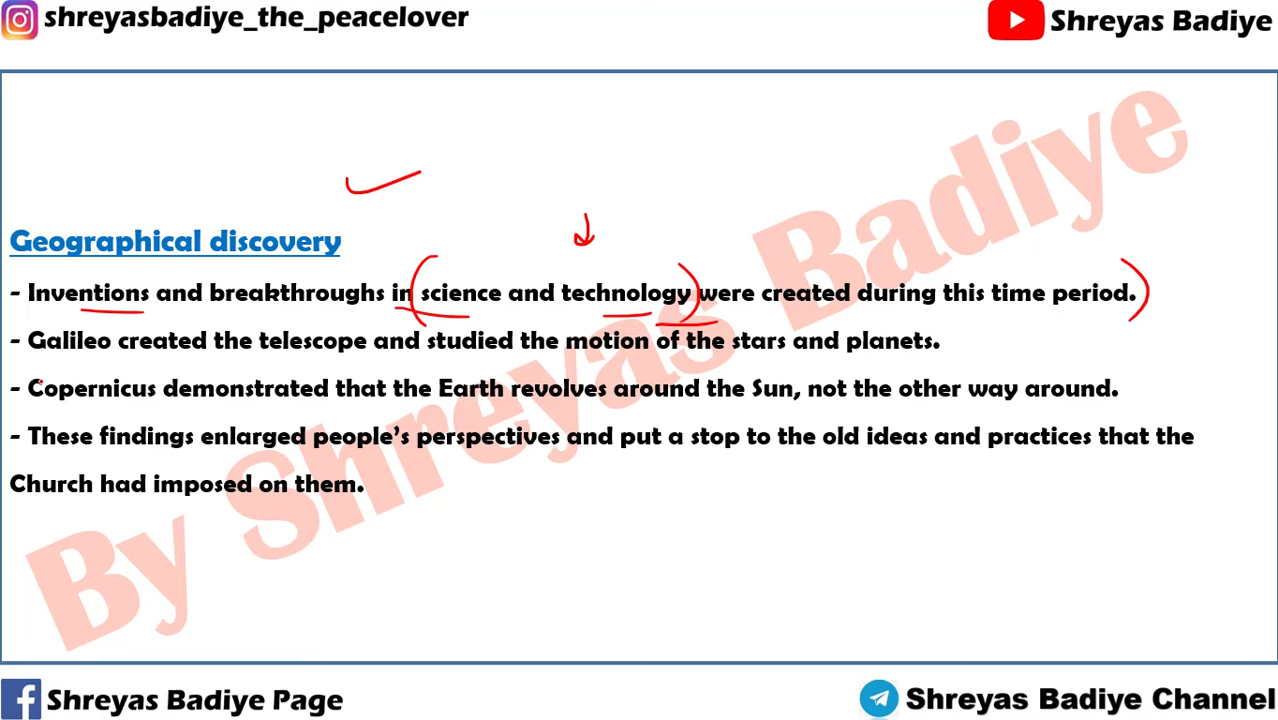 shreyasbadiye_the_peacelover
Shreyas Badiye
Geographical discovery
- Inventions and breakthroughs in science and technology were created during this time period.
- Galileo created the telescope and studied the motion of the stars and planets.
- Copernicus demonstrated that the Earth revolves around the Sun, not the other way around.
- These findings enlarged people's perspectives and put a stop to the old ideas and practices that the
Church had imposed on them.
By Shreyas Badiye
Shreyas Badiye Page
Shreyas Badiye Channel